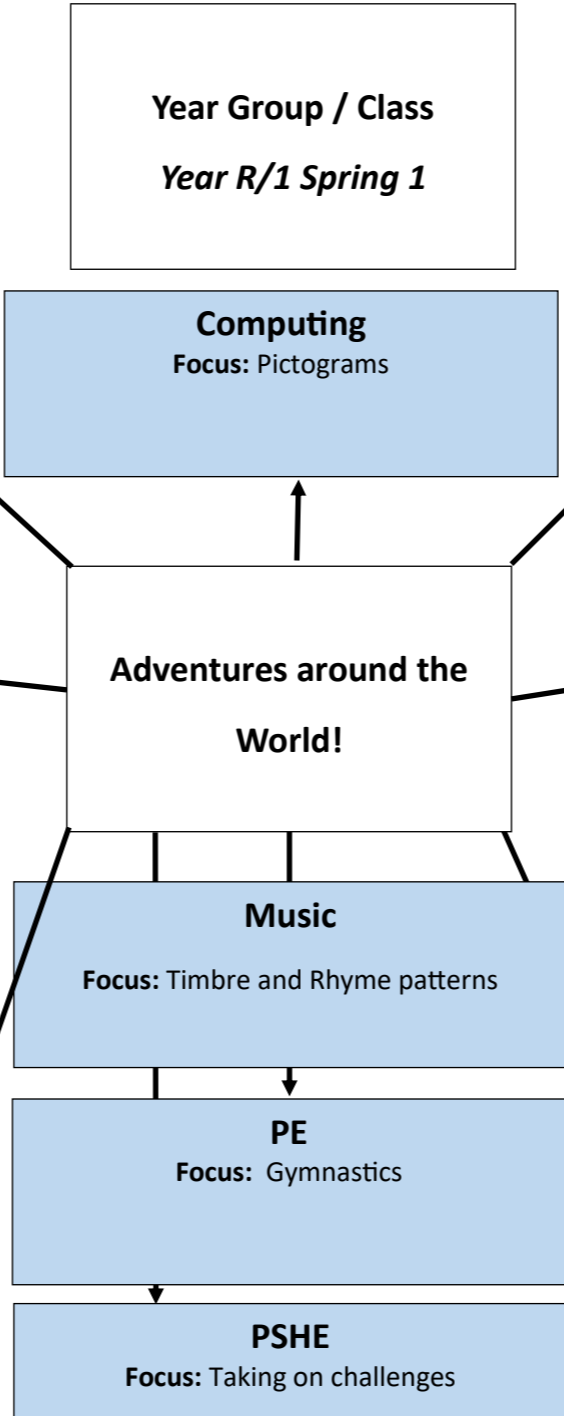 Year Group / Class
Year R/1 Spring 1
Computing
Focus: Pictograms
Adventures around the
World!
Music
Focus: Timbre and Rhyme patterns
PE
Focus: Gymnastics
PSHE
Focus: Taking on challenges